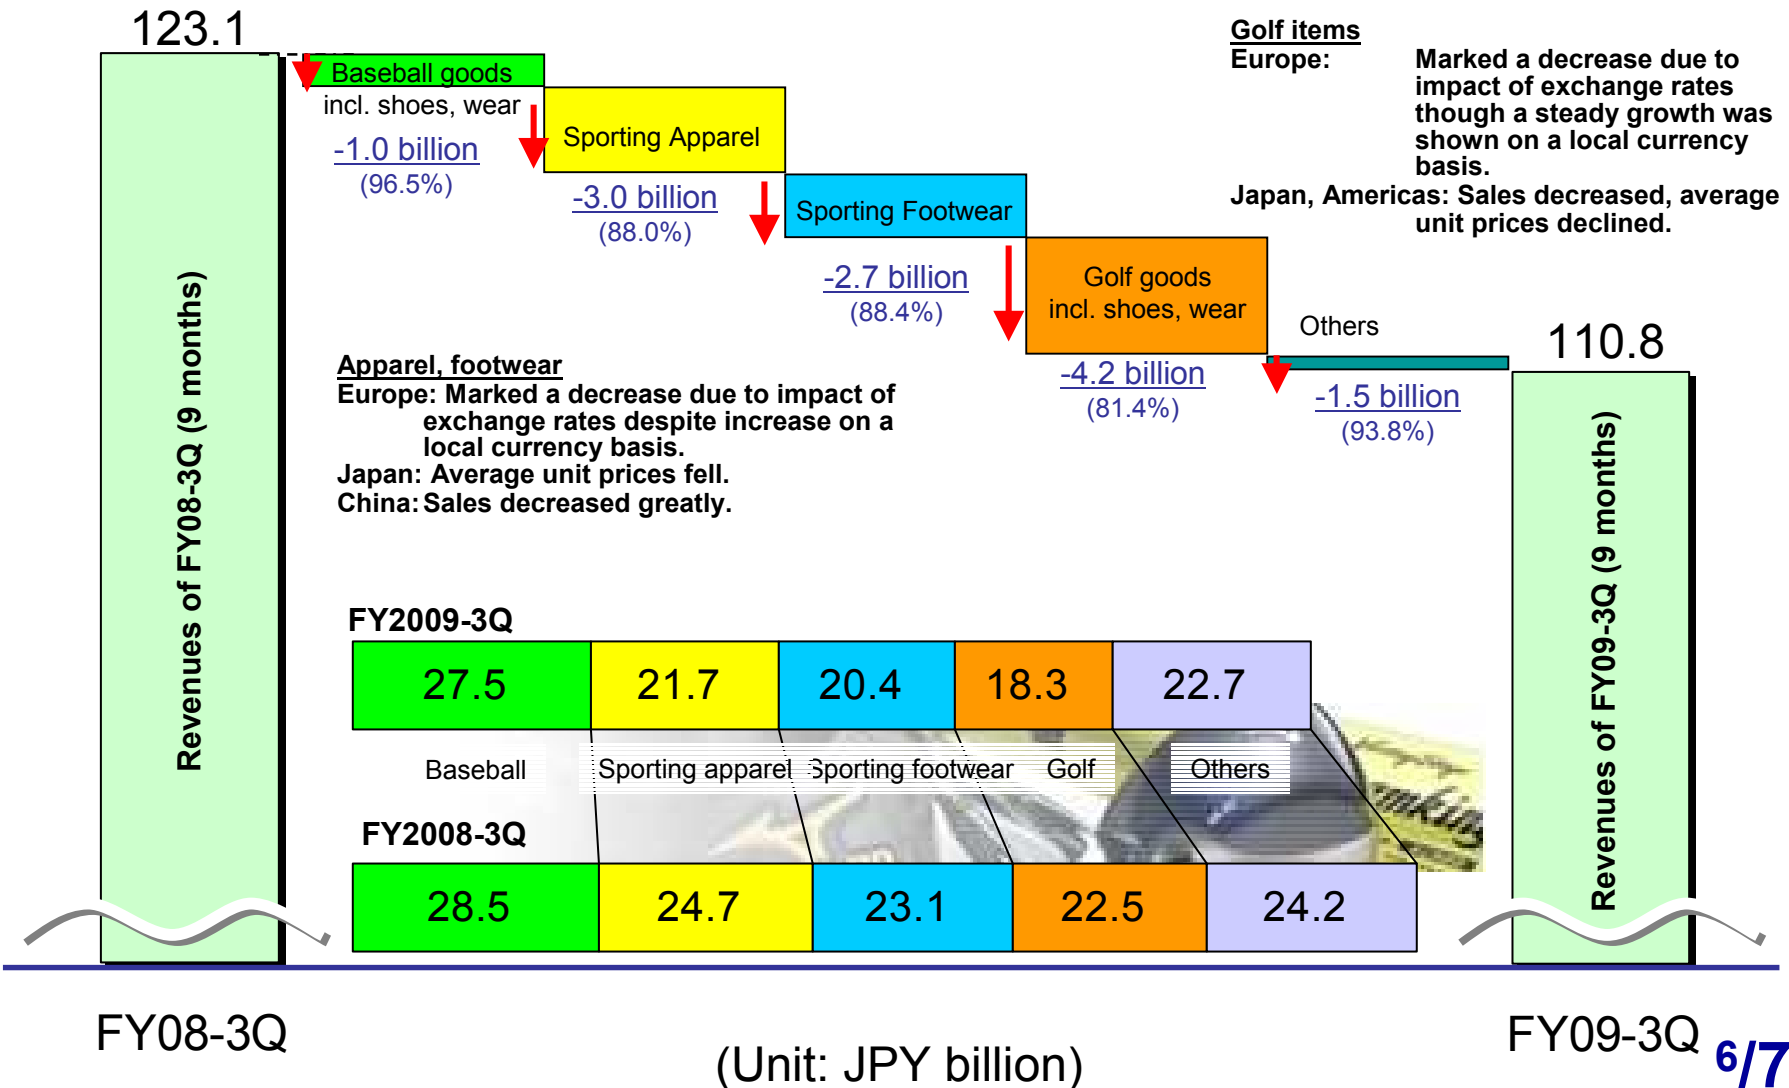 123.1
Baseball goods
incl. shoes, wear
-1.0 billion
(96.5%)
Sporting Apparel
-3.0 billion
(88.0%)
Sporting Footwear
-2.7 billion
(88.4%)
Golf goods
incl. shoes, wear
-4.2 billion
(81.4%)
Others
-1.5 billion
(93.8%)
110.8
Golf items
Europe: Marked a decrease due to
impact of exchange rates
though a steady growth was
shown on a local currency
basis.
Japan, Americas: Sales decreased, average
unit prices declined.
Apparel, footwear
Europe: Marked a decrease due to impact of
exchange rates despite increase on a
local currency basis.
Japan: Average unit prices fell.
China: Sales decreased greatly.
Revenues of FY08-3Q (9 months)
Revenues of FY09-3Q (9 months)
FY2009-3Q
27.5 21.7 20.4 18.3 22.7
Baseball Sporting apparel Sporting footwear Golf Others
FY2008-3Q
28.5 24.7 23.1 22.5 24.2
FY08-3Q
(Unit: JPY billion)
FY09-3Q
6/7